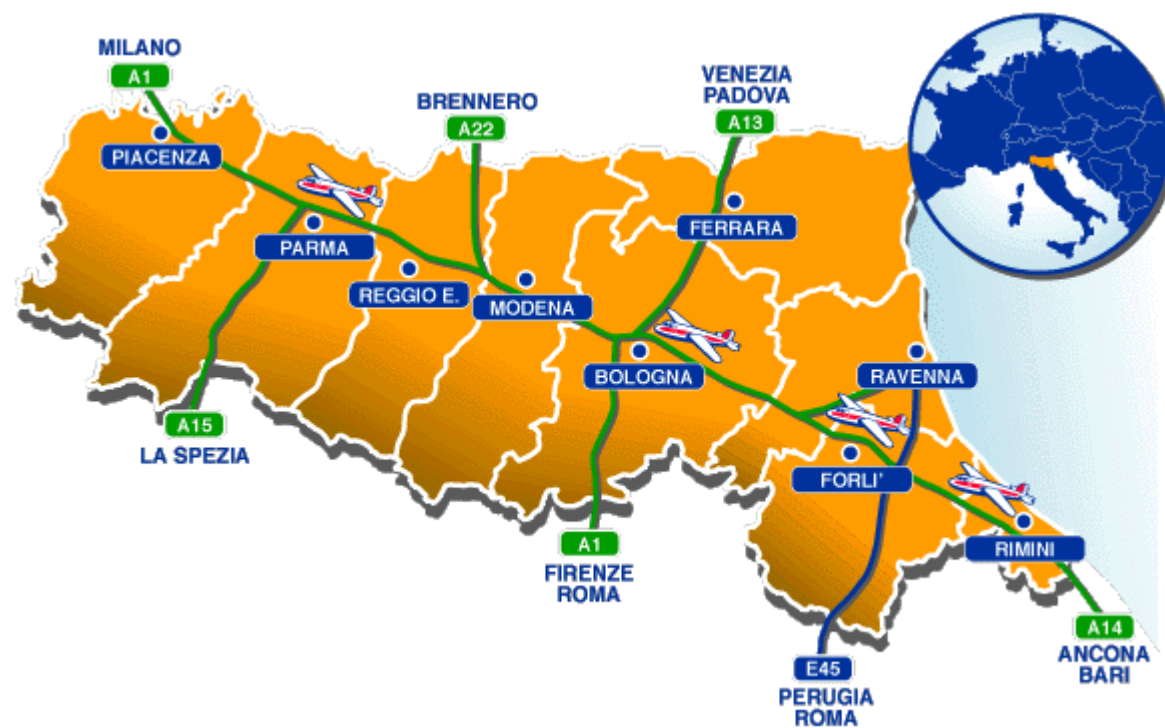 MILANO
A1
BRENNERO
A22
VENEZIA
PADOVA
A13
PIACENZA
PARMA
REGGIO E.
MODENA
FERRARA
BOLOGNA
RAVENNA
A15
LA SPEZIA
FORLI'
A1
FIRENZE
ROMA
RIMINI
A14
ANCONA
BARI
E45
PERUGIA
ROMA